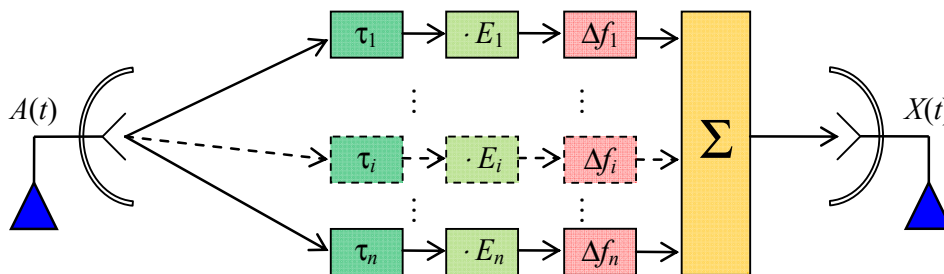 τ₁ · E₁ Δf₁
A(t) X(t)
⋮ ⋮
Σ
τᵢ · Eᵢ Δfᵢ
⋮ ⋮
τₙ · Eₙ Δfₙ